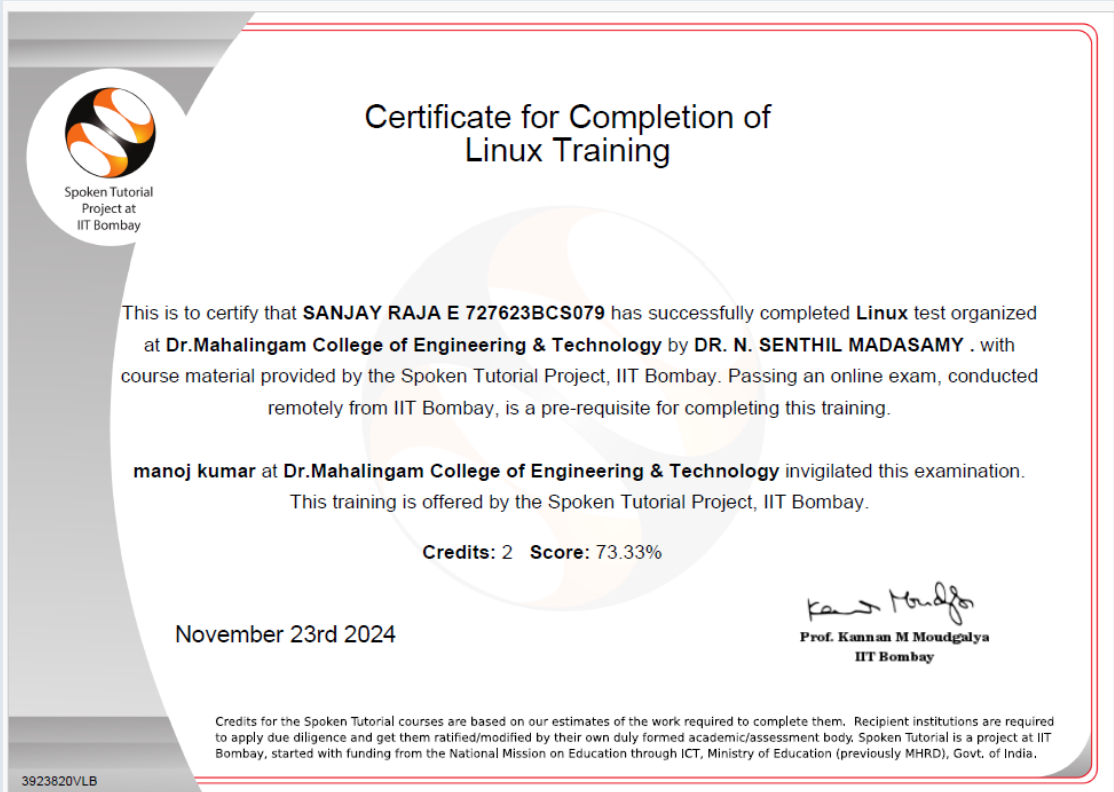 Spoken Tutorial
Project at
IIT Bombay
Certificate for Completion of
Linux Training
This is to certify that SANJAY RAJA E 727623BCS079 has successfully completed Linux test organized
at Dr.Mahalingam College of Engineering & Technology by DR. N. SENTHIL MADASAMY . with
course material provided by the Spoken Tutorial Project, IIT Bombay. Passing an online exam, conducted
remotely from IIT Bombay, is a pre-requisite for completing this training.
manoj kumar at Dr.Mahalingam College of Engineering & Technology invigilated this examination.
This training is offered by the Spoken Tutorial Project, IIT Bombay.
Credits: 2 Score: 73.33%
November 23rd 2024
Prof. Kannan M Moudgalya
IIT Bombay
Credits for the Spoken Tutorial courses are based on our estimates of the work required to complete them. Recipient institutions are required
to apply due diligence and get them ratified/modified by their own duly formed academic/assessment body. Spoken Tutorial is a project at IIT
Bombay, started with funding from the National Mission on Education through ICT, Ministry of Education (previously MHRD), Govt. of India.
3923820VLB